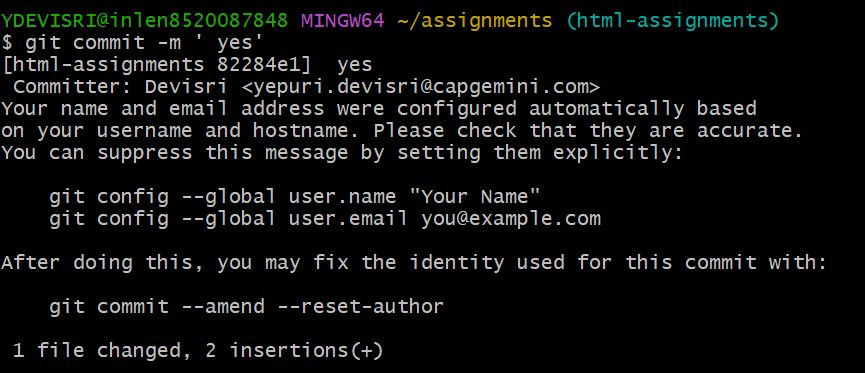 YDEVISRI@inlen8520087848 MINGW64 ~/assignments (html-assignments)
$ git commit -m ' yes'
[html-assignments 82284e1]  yes
 Committer: Devisri <yepuri.devisri@capgemini.com>
Your name and email address were configured automatically based
on your username and hostname. Please check that they are accurate.
You can suppress this message by setting them explicitly:

    git config --global user.name "Your Name"
    git config --global user.email you@example.com

After doing this, you may fix the identity used for this commit with:

    git commit --amend --reset-author

 1 file changed, 2 insertions(+)